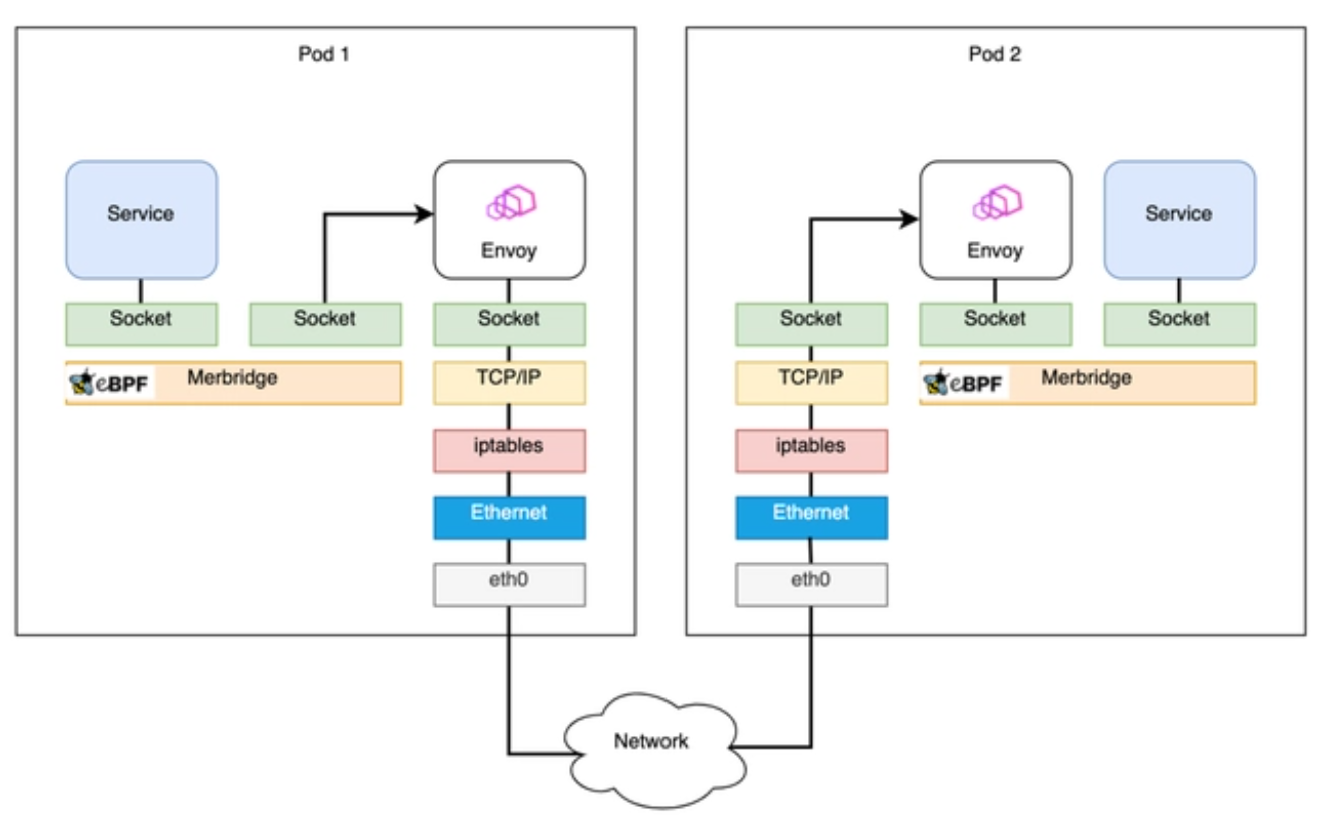 Pod 1
Service
Envoy
Socket
Socket
Socket
eBPF
Merbridge
TCP/IP
iptables
Ethernet
eth0
Pod 2
Envoy
Service
Socket
Socket
Socket
TCP/IP
eBPF
Merbridge
iptables
Ethernet
eth0
Network